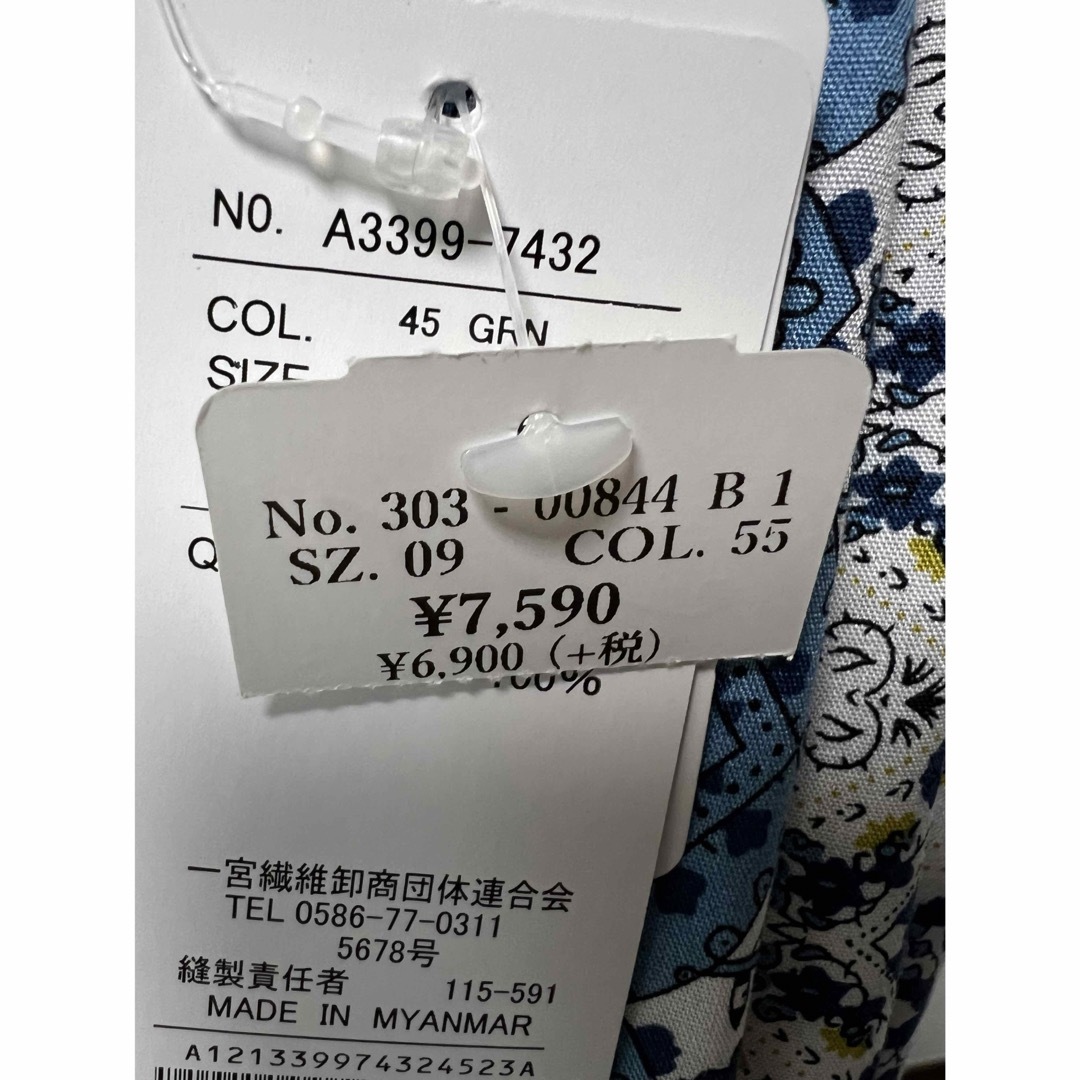 NO. A3399-7432
COL. 45 GRN
SIZE
No. 303 - 00844 B 1
SZ. 09 COL. 55
¥7,590
¥6,900 (+税)
Q
100%
一宮繊維卸商団体連合会
TEL 0586-77-0311
5678号
縫製責任者 115-591
MADE IN MYANMAR
A121339974324523A